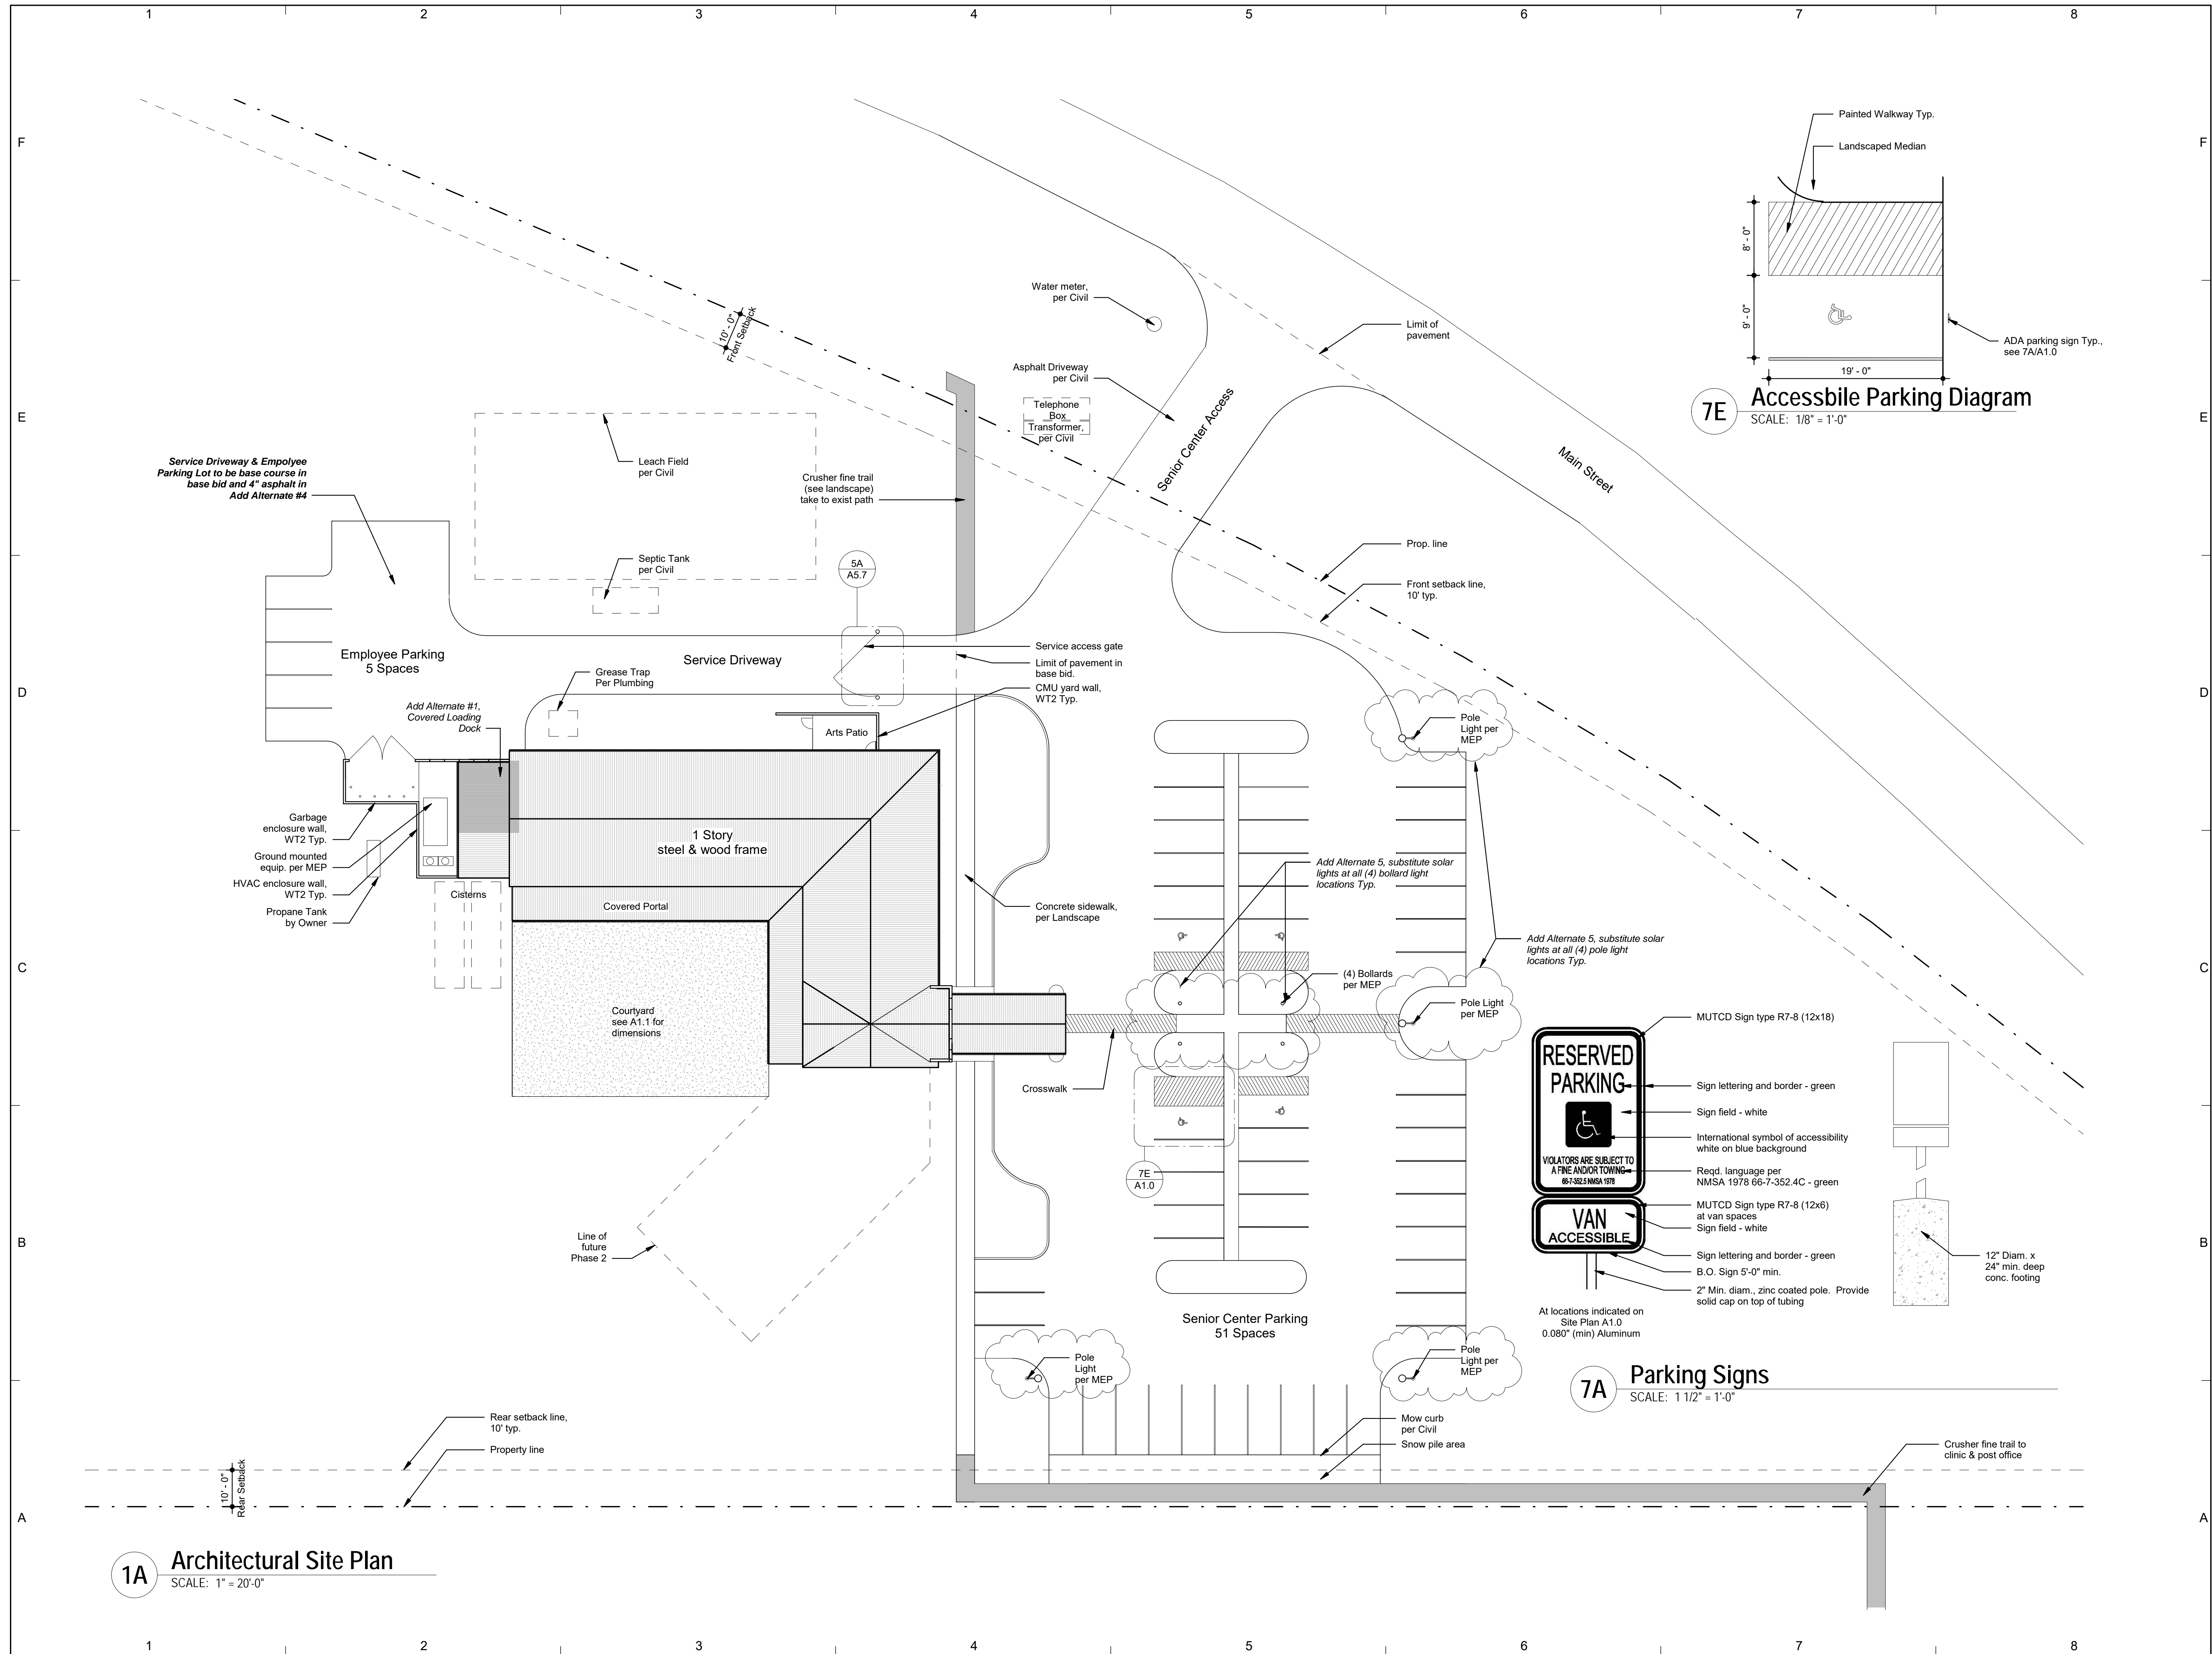 1 2 3 4 5 6 7 8
F
F
Painted Walkway Typ.
Landscaped Median
8' - 0"
9' - 0"
19' - 0"
ADA parking sign Typ.,
see 7A/A1.0
7E
Accessbile Parking Diagram
SCALE: 1/8" = 1'-0"
10' - 0"
Front Setback
Water meter,
per Civil
Limit of
pavement
Asphalt Driveway
per Civil
Telephone
Box
Transformer,
per Civil
Senior Center Access
Main Street
E
E
Service Driveway & Empolyee
Parking Lot to be base course in
base bid and 4" asphalt in
Add Alternate #4
Leach Field
per Civil
Crusher fine trail
(see landscape)
take to exist path
Septic Tank
per Civil
5A
A5.7
Prop. line
Front setback line,
10' typ.
Employee Parking
5 Spaces
Service Driveway
Service access gate
Limit of pavement in
base bid.
CMU yard wall,
WT2 Typ.
Grease Trap
Per Plumbing
D
D
Add Alternate #1,
Covered Loading
Dock
Arts Patio
Pole
Light per
MEP
Garbage
enclosure wall,
WT2 Typ.
Ground mounted
equip. per MEP
HVAC enclosure wall,
WT2 Typ.
Propane Tank
by Owner
Cisterns
1 Story
steel & wood frame
Covered Portal
Concrete sidewalk,
per Landscape
Add Alternate 5, substitute solar
lights at all (4) bollard light
locations Typ.
Add Alternate 5, substitute solar
lights at all (4) pole light
locations Typ.
C
C
(4) Bollards
per MEP
Pole Light
per MEP
Courtyard
see A1.1 for
dimensions
Crosswalk
7E
A1.0
RESERVED
PARKING
VIOLATORS ARE SUBJECT TO
A FINE AND/OR TOWING
66-7-352.5 NMSA 1978
VAN
ACCESSIBLE
MUTCD Sign type R7-8 (12x18)
Sign lettering and border - green
Sign field - white
International symbol of accessibility
white on blue background
Reqd. language per
NMSA 1978 66-7-352.4C - green
MUTCD Sign type R7-8 (12x6)
at van spaces
Sign field - white
Sign lettering and border - green
B.O. Sign 5'-0" min.
2" Min. diam., zinc coated pole. Provide
solid cap on top of tubing
12" Diam. x
24" min. deep
conc. footing
B
B
Line of
future
Phase 2
At locations indicated on
Site Plan A1.0
0.080" (min) Aluminum
Senior Center Parking
51 Spaces
Pole
Light
per MEP
Pole
Light per
MEP
7A
Parking Signs
SCALE: 1 1/2" = 1'-0"
Rear setback line,
10' typ.
Property line
Mow curb
per Civil
Snow pile area
Crusher fine trail to
clinic & post office
10' - 0"
Rear Setback
A
A
1A
Architectural Site Plan
SCALE: 1" = 20'-0"
1 2 3 4 5 6 7 8